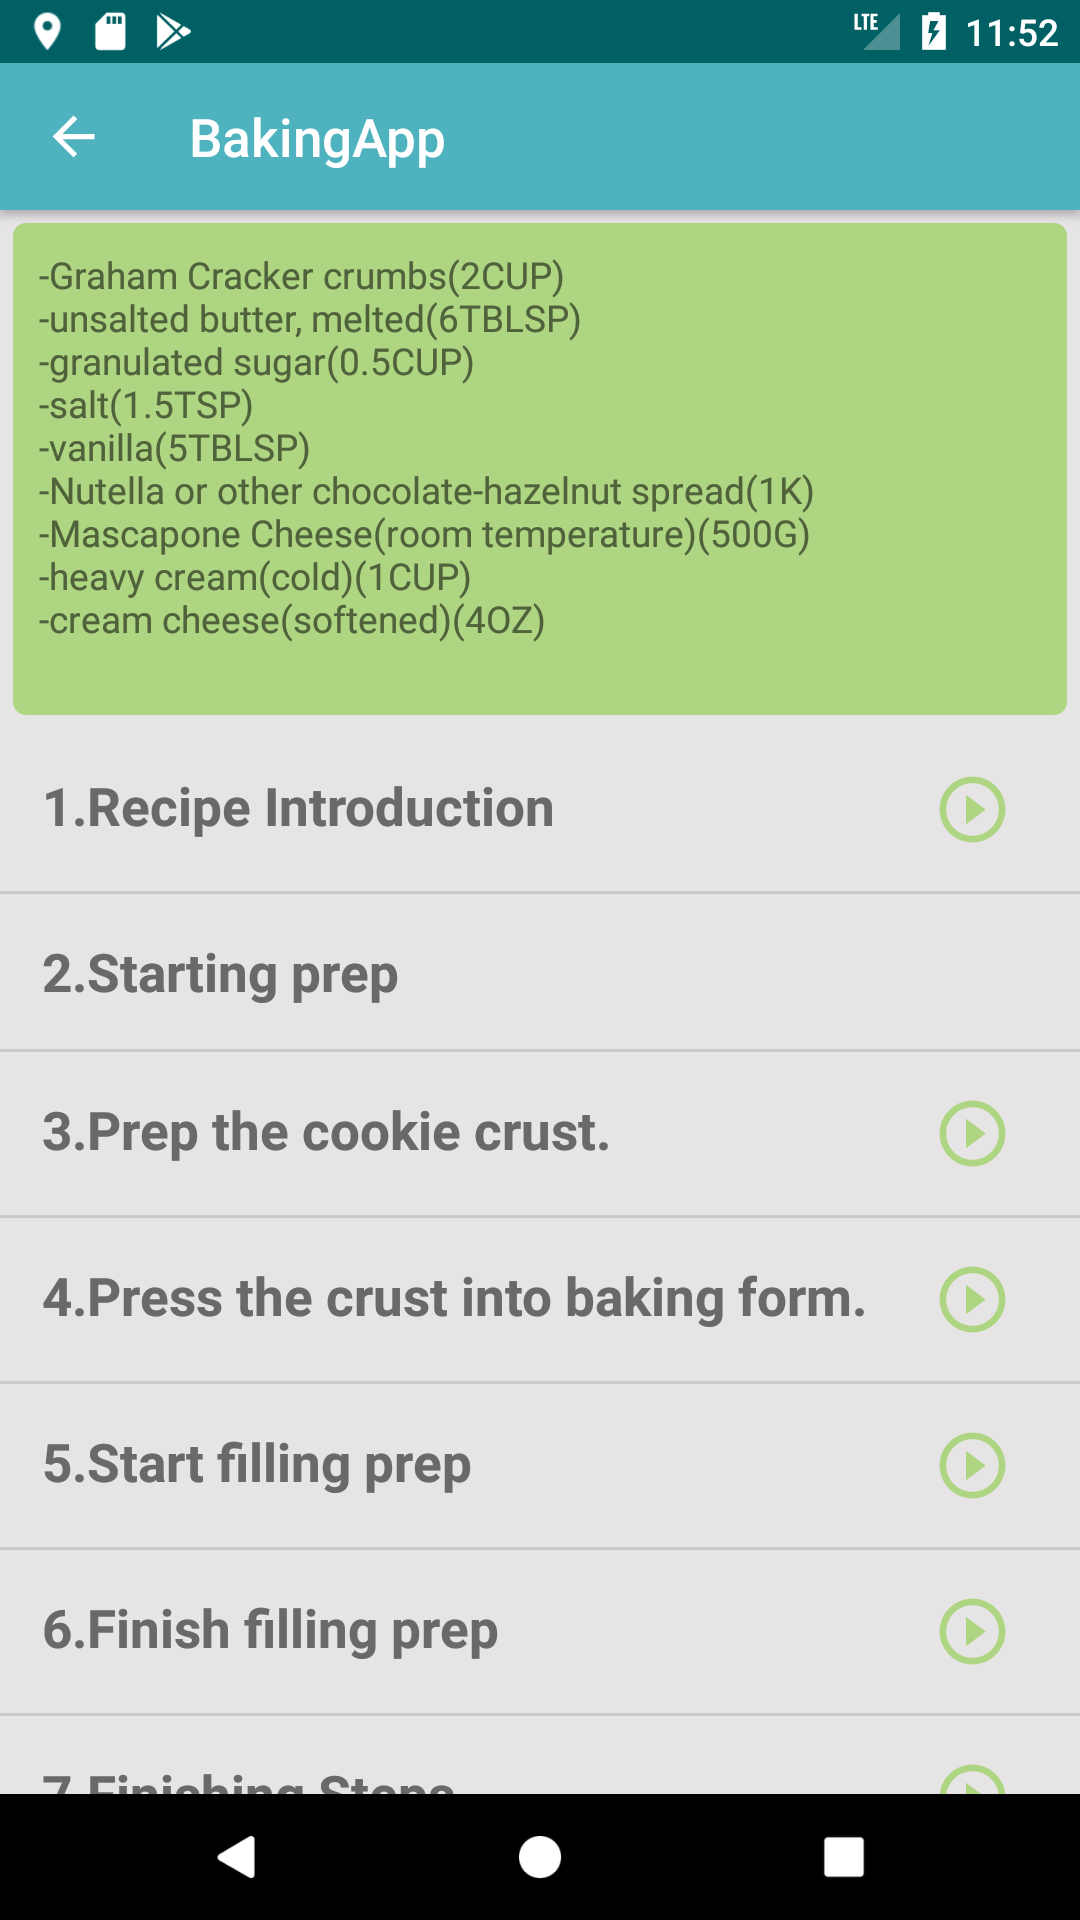 LTE 11:52
BakingApp
-Graham Cracker crumbs(2CUP)
-unsalted butter, melted(6TBLSP)
-granulated sugar(0.5CUP)
-salt(1.5TSP)
-vanilla(5TBLSP)
-Nutella or other chocolate-hazelnut spread(1K)
-Mascapone Cheese(room temperature)(500G)
-heavy cream(cold)(1CUP)
-cream cheese(softened)(4OZ)
1.Recipe Introduction
2.Starting prep
3.Prep the cookie crust.
4.Press the crust into baking form.
5.Start filling prep
6.Finish filling prep
7.Finishing Steps